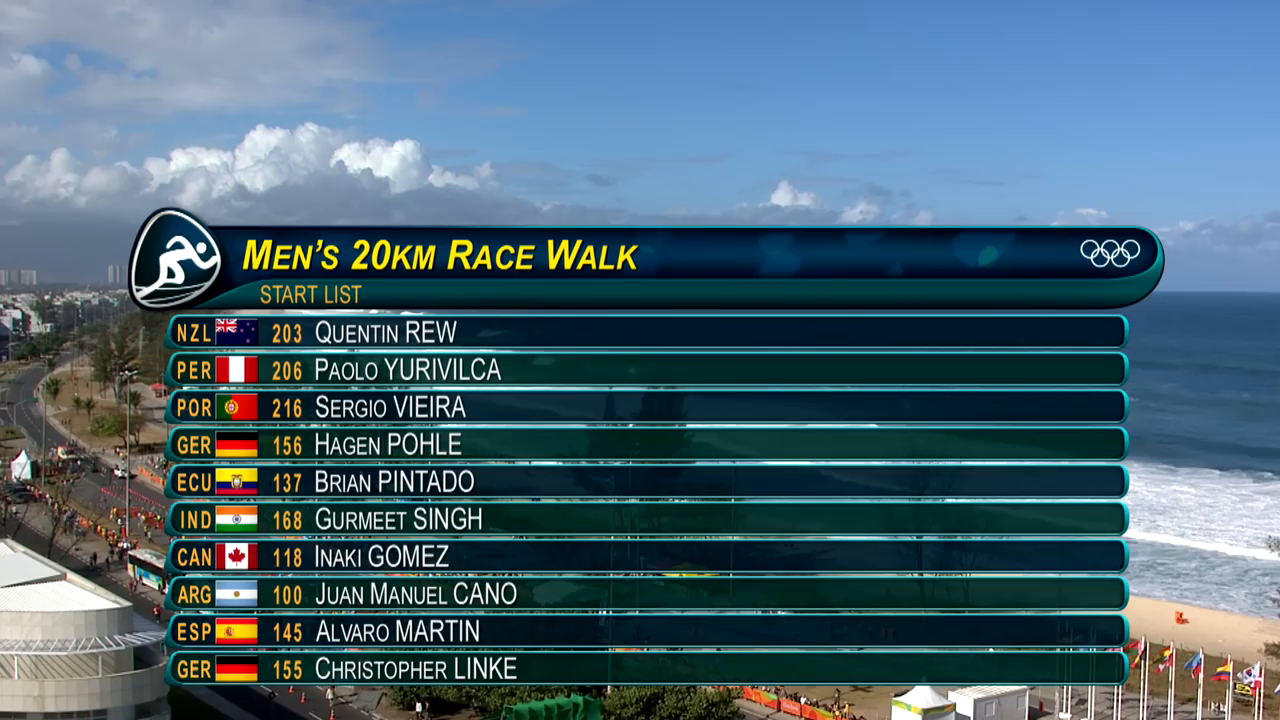 MEN'S 20KM RACE WALK
START LIST
NZL 203 QUENTIN REW
PER 206 PAOLO YURIVILCA
POR 216 SERGIO VIEIRA
GER 156 HAGEN POHLE
ECU 137 BRIAN PINTADO
IND 168 GURMEET SINGH
CAN 118 INAKI GOMEZ
ARG 100 JUAN MANUEL CANO
ESP 145 ALVARO MARTIN
GER 155 CHRISTOPHER LINKE